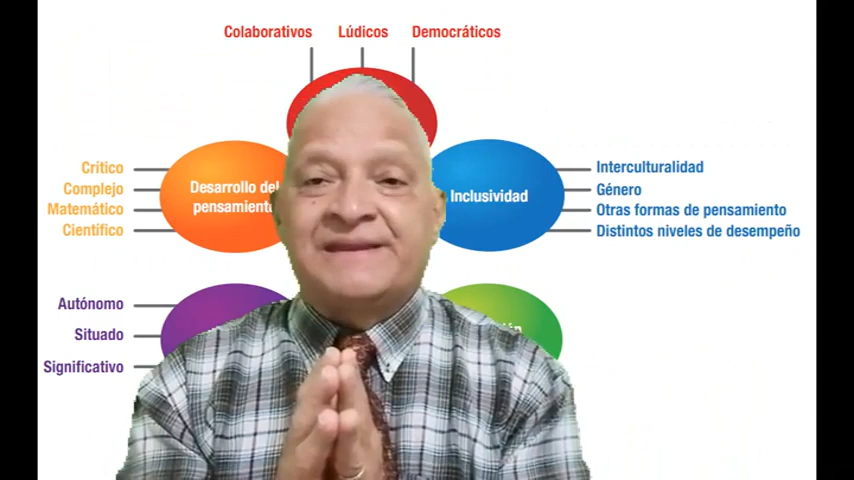 Colaborativos
Lúdicos
Democráticos
Crítico
Complejo
Matemático
Científico
Desarrollo del
pensamiento
Inclusividad
Interculturalidad
Género
Otras formas de pensamiento
Distintos niveles de desempeño
Autónomo
Situado
Significativo